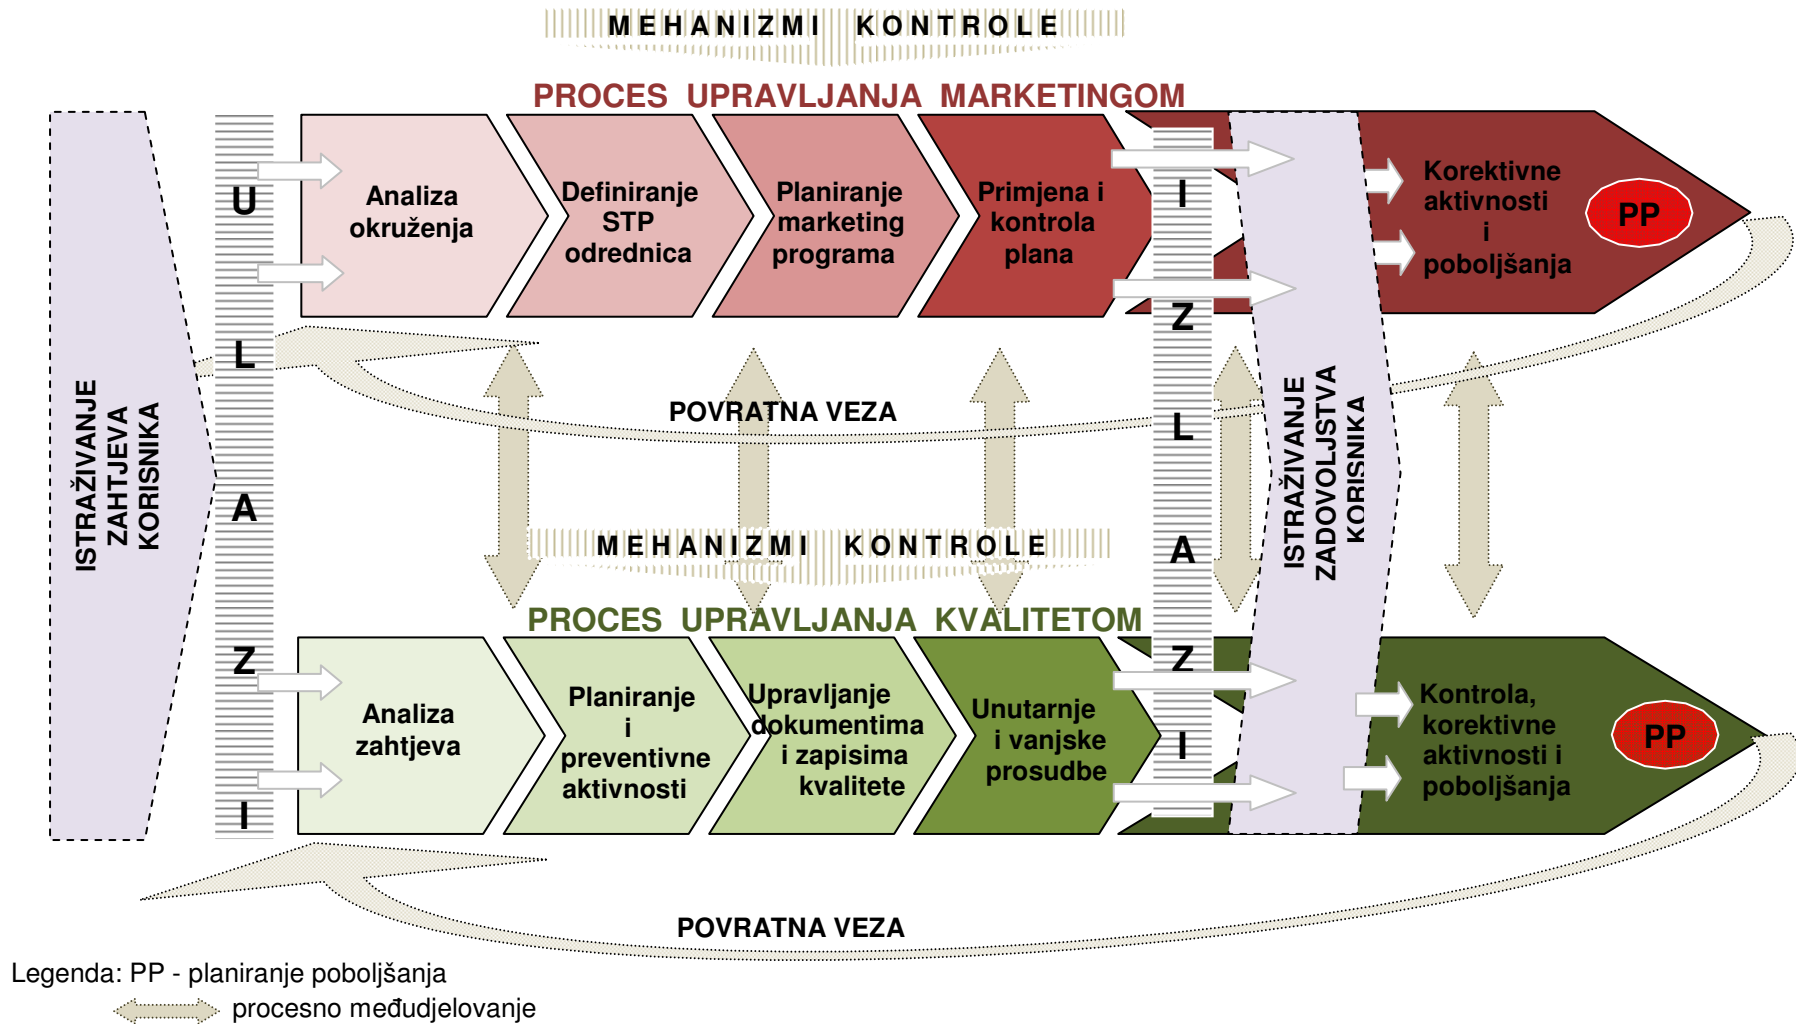 MEHANIZMI KONTROLE
PROCES UPRAVLJANJA MARKETINGOM
ISTRAŽIVANJE
ZAHTJEVA
KORISNIKA
U
L
A
Z
I
Analiza
okruženja
Definiranje
STP
odrednica
Planiranje
marketing
programa
Primjena i
kontrola
plana
I
Z
L
A
Z
I
ISTRAŽIVANJE
ZADOVOLJSTVA
KORISNIKA
Korektivne
aktivnosti
i
poboljšanja
PP
POVRATNA VEZA
MEHANIZMI KONTROLE
PROCES UPRAVLJANJA KVALITETOM
Analiza
zahtjeva
Planiranje
i
preventivne
aktivnosti
Upravljanje
dokumentima
i zapisima
kvalitete
Unutarnje
i vanjske
prosudbe
Kontrola,
korektivne
aktivnosti i
poboljšanja
PP
POVRATNA VEZA
Legenda: PP - planiranje poboljšanja
procesno međudjelovanje